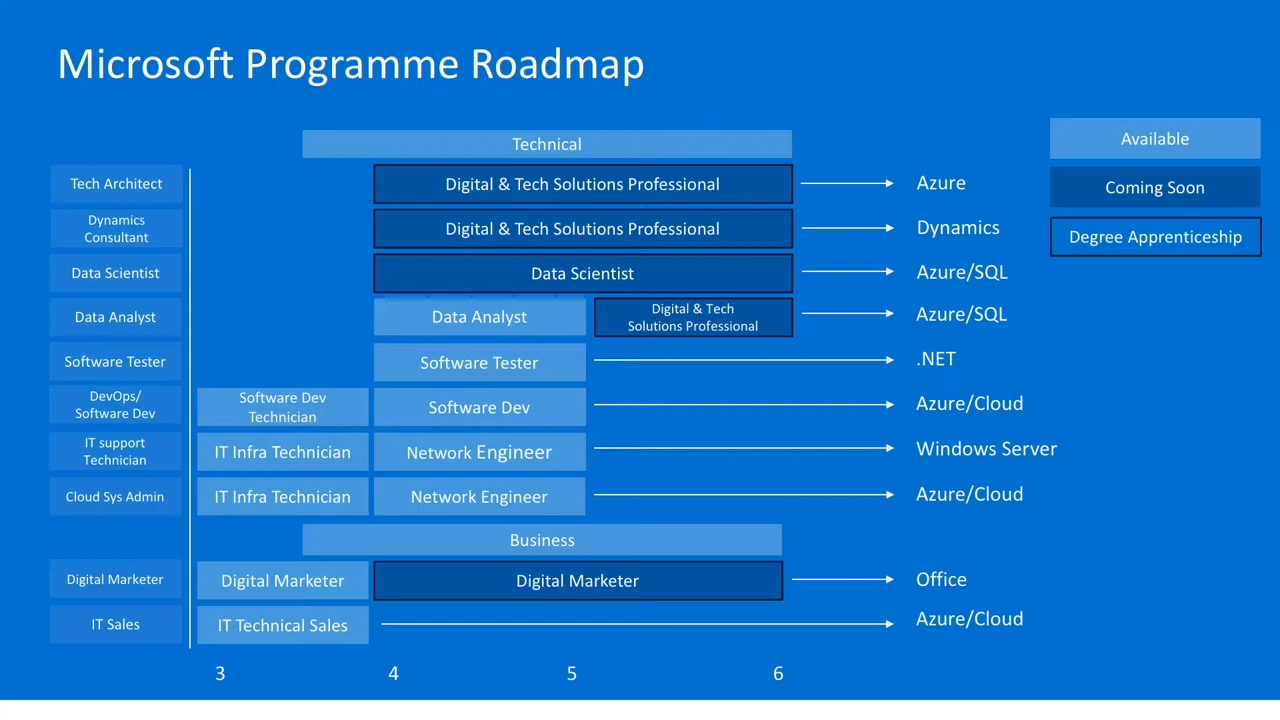 Microsoft Programme Roadmap
Technical
Available
Tech Architect
Digital & Tech Solutions Professional
Azure
Coming Soon
Dynamics
Consultant
Digital & Tech Solutions Professional
Dynamics
Degree Apprenticeship
Data Scientist
Data Scientist
Azure/SQL
Data Analyst
Data Analyst
Digital & Tech
Solutions Professional
Azure/SQL
Software Tester
Software Tester
.NET
DevOps/
Software Dev
Software Dev
Technician
Software Dev
Azure/Cloud
IT support
Technician
IT Infra Technician
Network Engineer
Windows Server
Cloud Sys Admin
IT Infra Technician
Network Engineer
Azure/Cloud
Business
Digital Marketer
Digital Marketer
Digital Marketer
Office
IT Sales
IT Technical Sales
Azure/Cloud
3 4 5 6